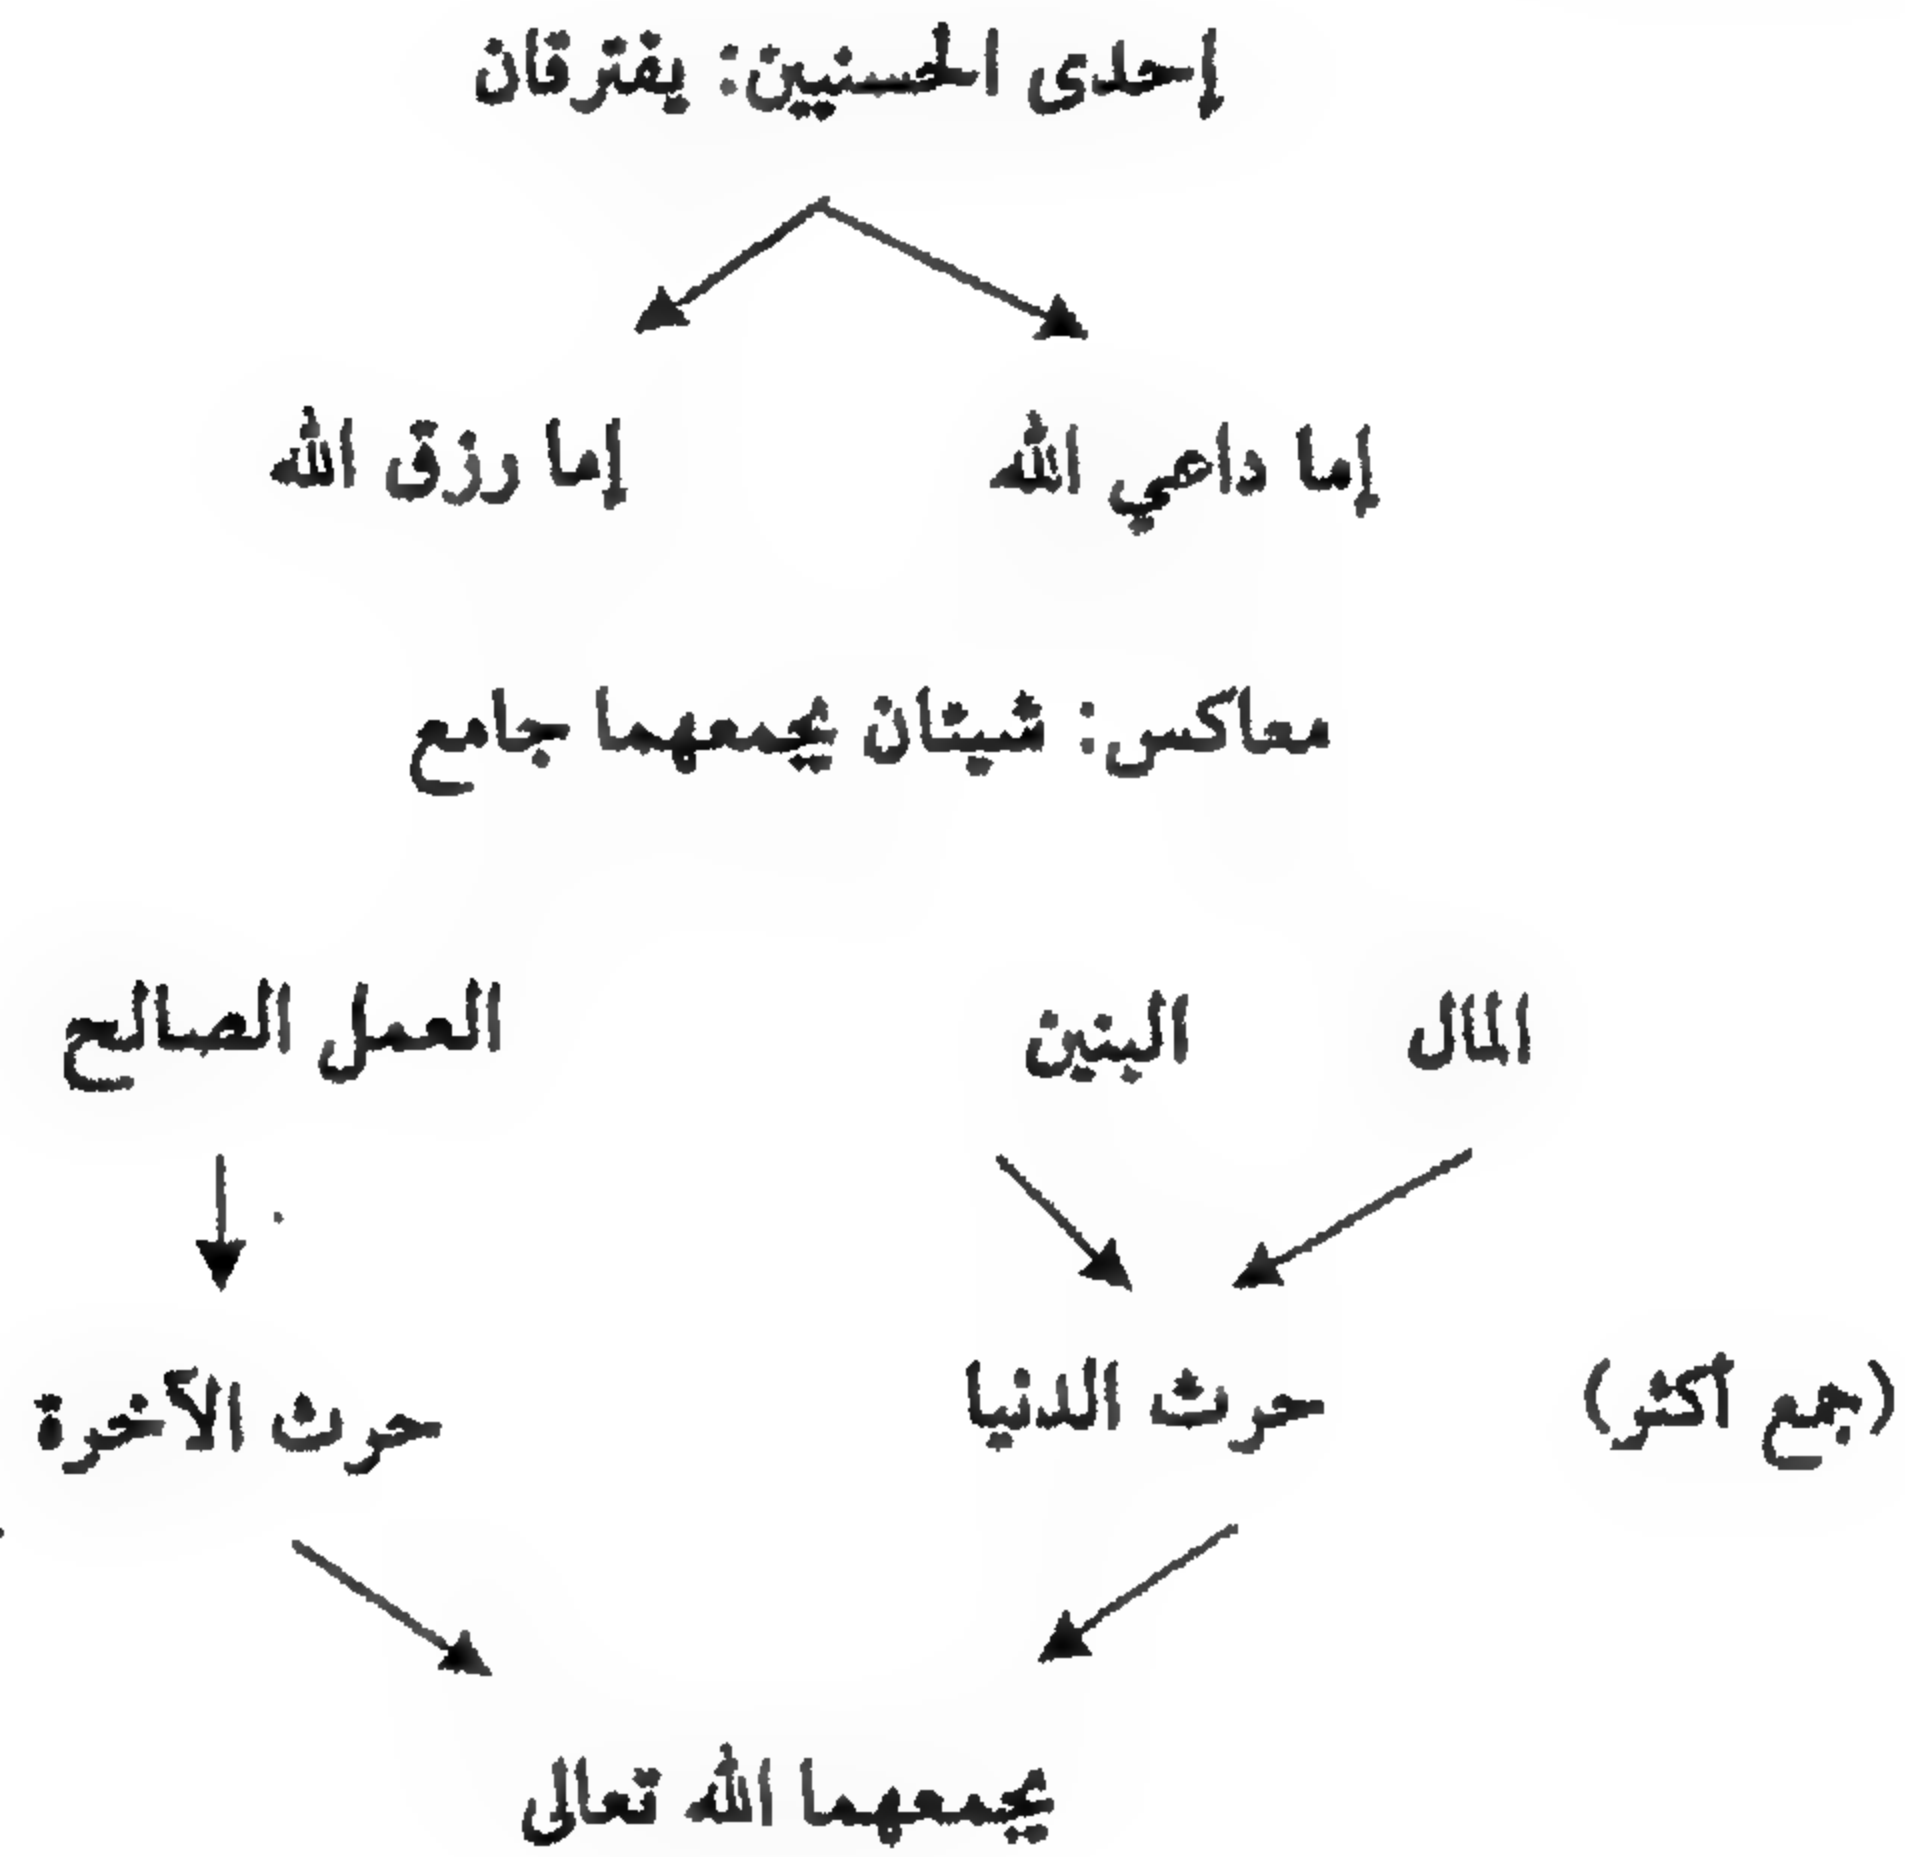 إحدى الحسنيين: يفترقان
إما داعي الله إما رزق الله
معاكس: شيئان يجمعهما جامع
المال البنين العمل الصالح
(جمع أكثر) حرث الدنيا حرث الآخرة
يجمعهما الله تعالى